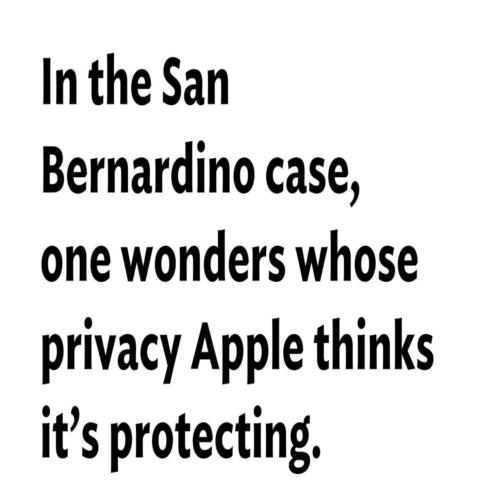 In the San
Bernardino case,
one wonders whose
privacy Apple thinks
it’s protecting.